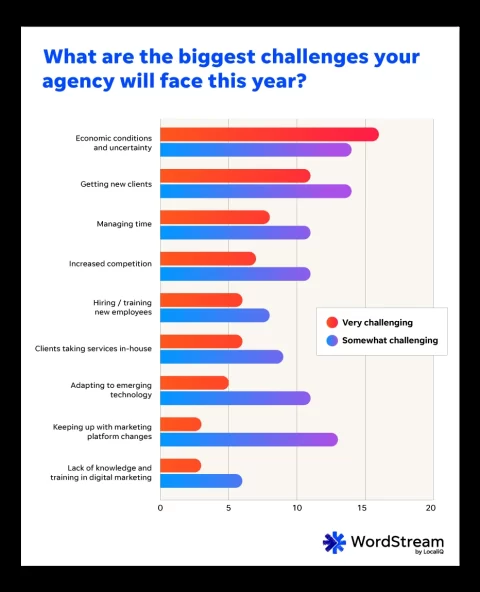 What are the biggest challenges your
agency will face this year?
Economic conditions
and uncertainty
Getting new clients
Managing time
Increased competition
Hiring / training
new employees
Clients taking services in-house
Adapting to emerging
technology
Keeping up with marketing
platform changes
Lack of knowledge and
training in digital marketing
Very challenging
Somewhat challenging
0 5 10 15 20
WordStream
by LocaliQ